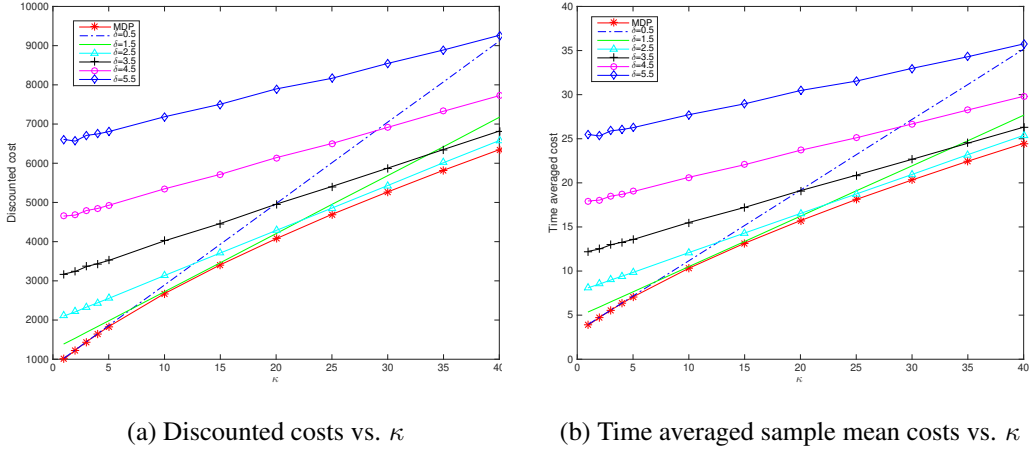 10000
9000
8000
7000
6000
5000
4000
3000
2000
1000
Discounted cost
MDP
δ=0.5
δ=1.5
δ=2.5
δ=3.5
δ=4.5
δ=5.5
0 5 10 15 20 25 30 35 40
κ
(a) Discounted costs vs. κ
40
35
30
25
20
15
10
5
0
Time averaged cost
MDP
δ=0.5
δ=1.5
δ=2.5
δ=3.5
δ=4.5
δ=5.5
0 5 10 15 20 25 30 35 40
κ
(b) Time averaged sample mean costs vs. κ